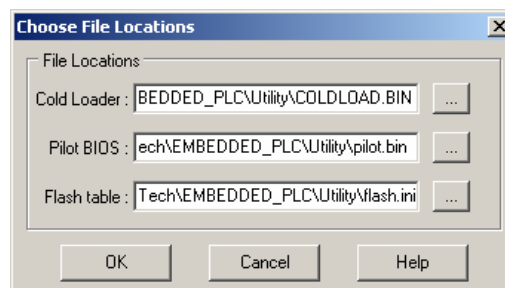 Choose File Locations
File Locations
Cold Loader : BEDDED_PLC\Utility\COLDLOAD.BIN ...
Pilot BIOS : ech\EMBEDDED_PLC\Utility\pilot.bin ...
Flash table : Tech\EMBEDDED_PLC\Utility\flash.ini ...
OK Cancel Help